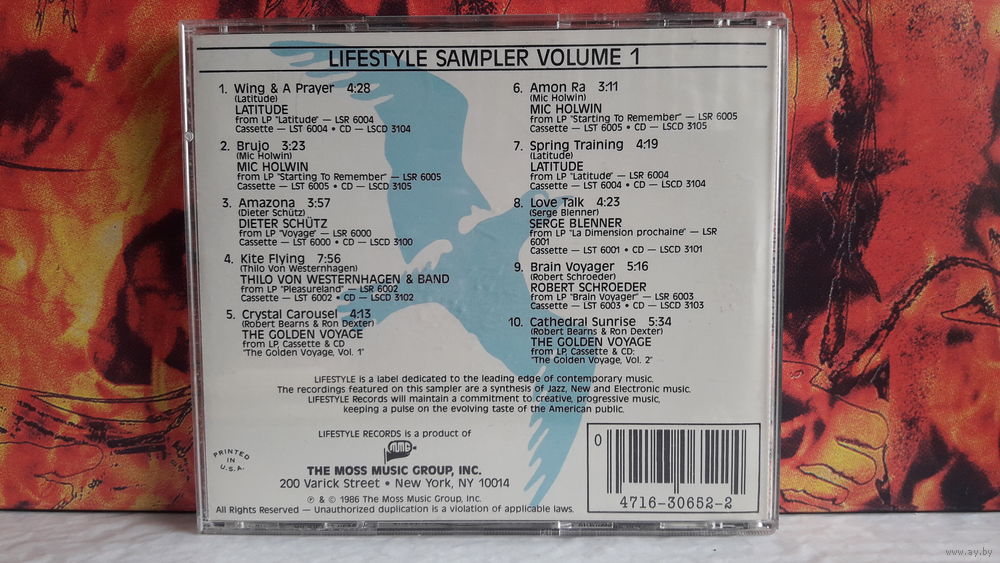 LIFESTYLE SAMPLER VOLUME 1
1. Wing & A Prayer 4:28
(Latitude)
LATITUDE
from LP "Latitude" — LSR 6004
Cassette — LST 6004 • CD — LSCD 3104
2. Brujo 3:23
(Mic Holwin)
MIC HOLWIN
from LP "Starting To Remember" — LSR 6005
Cassette — LST 6005 • CD — LSCD 3105
3. Amazona 3:57
(Dieter Schütz)
DIETER SCHÜTZ
from LP "Voyage" — LSR 6000
Cassette — LST 6000 • CD — LSCD 3100
4. Kite Flying 7:56
(Thilo Von Westernhagen)
THILO VON WESTERNHAGEN & BAND
from LP "Pleasureland" — LSR 6002
Cassette — LST 6002 • CD — LSCD 3102
5. Crystal Carousel 4:13
(Robert Bearns & Ron Dexter)
THE GOLDEN VOYAGE
from LP, Cassette & CD
"The Golden Voyage, Vol. 1"
6. Amon Ra 3:11
(Mic Holwin)
MIC HOLWIN
from LP "Starting To Remember" — LSR 6005
Cassette — LST 6005 • CD — LSCD 3105
7. Spring Training 4:19
(Latitude)
LATITUDE
from LP "Latitude" — LSR 6004
Cassette — LST 6004 • CD — LSCD 3104
8. Love Talk 4:23
(Serge Blenner)
SERGE BLENNER
from LP "La Dimension prochaine" — LSR
6001
Cassette — LST 6001 • CD — LSCD 3101
9. Brain Voyager 5:16
(Robert Schroeder)
ROBERT SCHROEDER
from LP "Brain Voyager" — LSR 6003
Cassette — LST 6003 • CD — LSCD 3103
10. Cathedral Sunrise 5:34
(Robert Bearns & Ron Dexter)
THE GOLDEN VOYAGE
from LP, Cassette & CD:
"The Golden Voyage, Vol. 2"
LIFESTYLE is a label dedicated to the leading edge of contemporary music.
The recordings featured on this sampler are a synthesis of Jazz, New and Electronic music.
LIFESTYLE Records will maintain a commitment to creative, progressive music,
keeping a pulse on the evolving taste of the American public.
LIFESTYLE RECORDS is a product of
MMG
THE MOSS MUSIC GROUP, INC.
200 Varick Street • New York, NY 10014
℗ & © 1986 The Moss Music Group, Inc.
All Rights Reserved — Unauthorized duplication is a violation of applicable laws.
PRINTED
IN
U.S.A.
0
4716-30652-2
www.ay.by